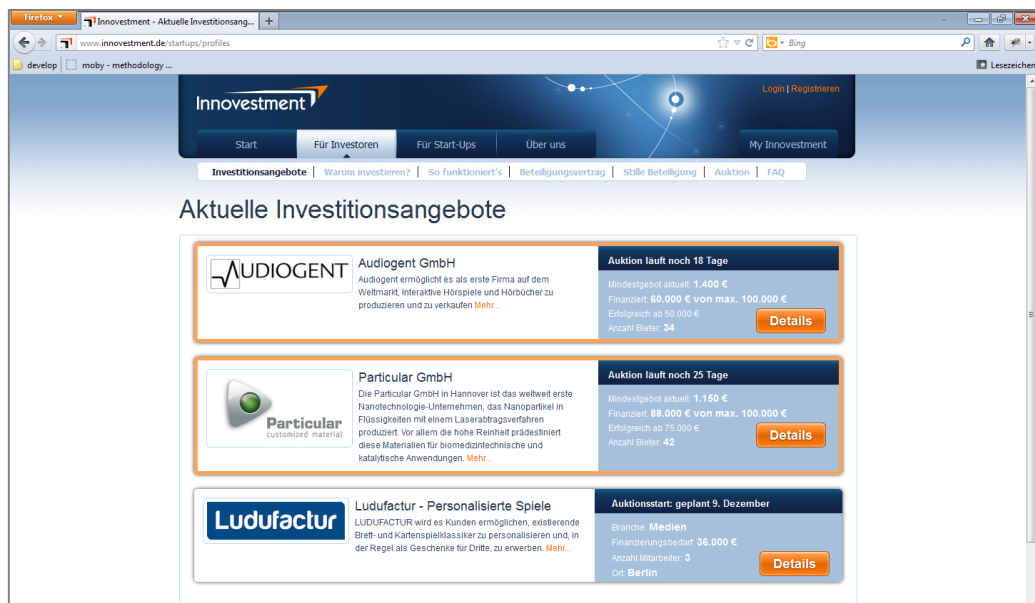 Firefox
Innovestment - Aktuelle Investitionsang...
www.innovestment.de/startups/profiles
Bing
develop
moby - methodology ...
Lesezeichen
Innovestment
Login | Registrieren
Start
Für Investoren
Für Start-Ups
Über uns
My Innovestment
Investitionsangebote | Warum investieren? | So funktioniert's | Beteiligungsvertrag | Stille Beteiligung | Auktion | FAQ
Aktuelle Investitionsangebote
AUDIOGENT
Audiogent GmbH
Audiogent ermöglicht es als erste Firma auf dem
Weltmarkt, Interaktive Hörspiele und Hörbücher zu
produzieren und zu verkaufen Mehr...
Auktion läuft noch 18 Tage
Mindestgebot aktuell: 1.400 €
Finanziert: 60.000 € von max. 100.000 €
Erfolgreich ab 50.000 €
Anzahl Bieter: 34
Details
Particular
customized material
Particular GmbH
Die Particular GmbH in Hannover ist das weltweit erste
Nanotechnologie-Unternehmen, das Nanopartikel in
Flüssigkeiten mit einem Laserabtragsverfahren
produziert. Vor allem die hohe Reinheit prädestiniert
diese Materialien für biomedizintechnische und
katalytische Anwendungen. Mehr...
Auktion läuft noch 25 Tage
Mindestgebot aktuell: 1.150 €
Finanziert: 88.000 € von max. 100.000 €
Erfolgreich ab 75.000 €
Anzahl Bieter: 42
Details
Ludufactur
Ludufactur - Personalisierte Spiele
LUDUFACTUR wird es Kunden ermöglichen, existierende
Brett- und Kartenspielklassiker zu personalisieren und, in
der Regel als Geschenke für Dritte, zu erwerben. Mehr...
Auktionsstart: geplant 9. Dezember
Branche: Medien
Finanzierungsbedarf: 36.000 €
Anzahl Mitarbeiter: 3
Ort: Berlin
Details